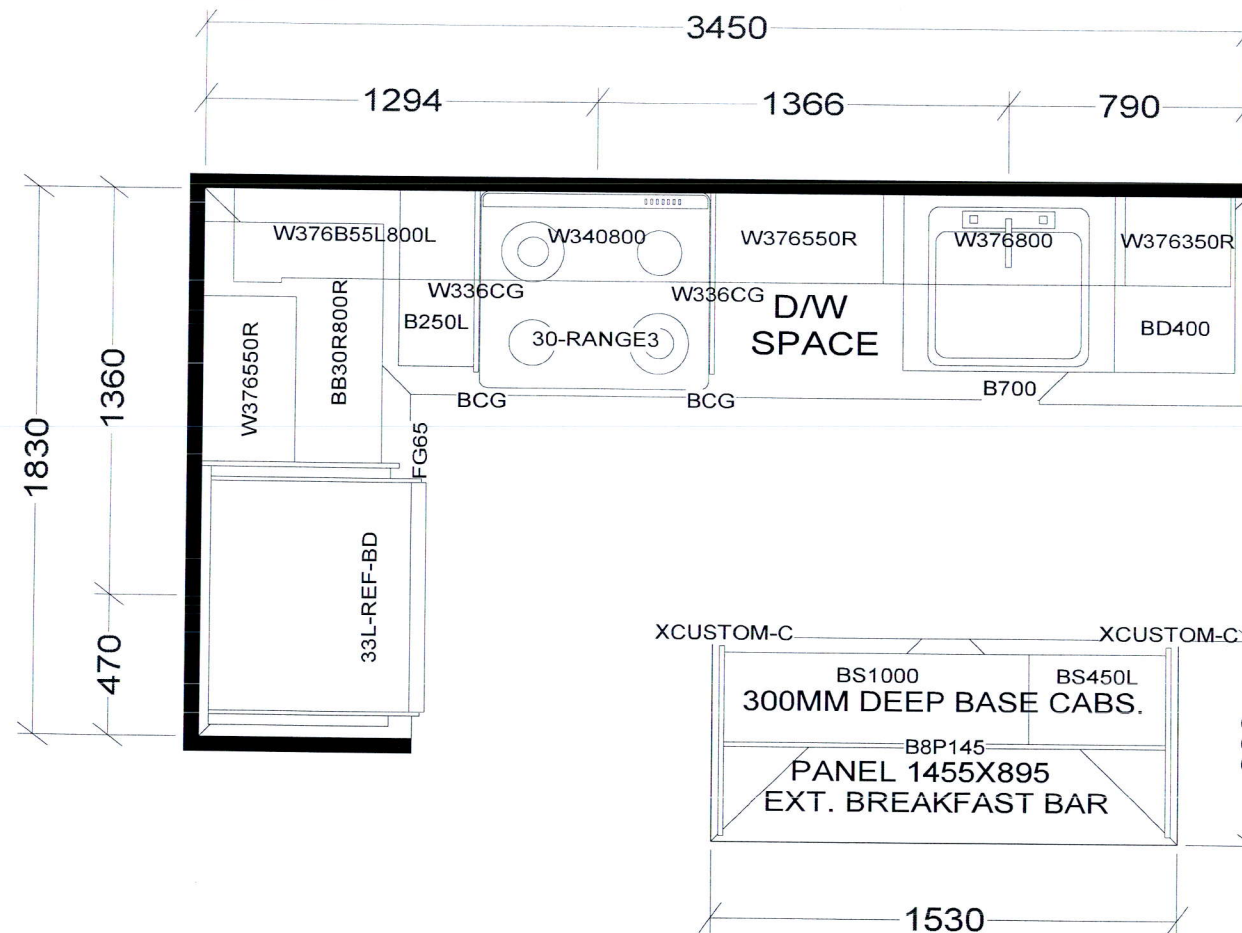 3450
1294
1366
790
W376B55L800L
W340800
W376550R
W376800
W376350R
W336CG
W336CG
B250L
30-RANGE3
D/W
SPACE
BD400
B700
BCG
BCG
W376550R
BB30R800R
FG65
1830
1360
470
33L-REF-BD
XCUSTOM-C
XCUSTOM-C
BS1000
BS450L
300MM DEEP BASE CABS.
B8P145
PANEL 1455X895
EXT. BREAKFAST BAR
1530